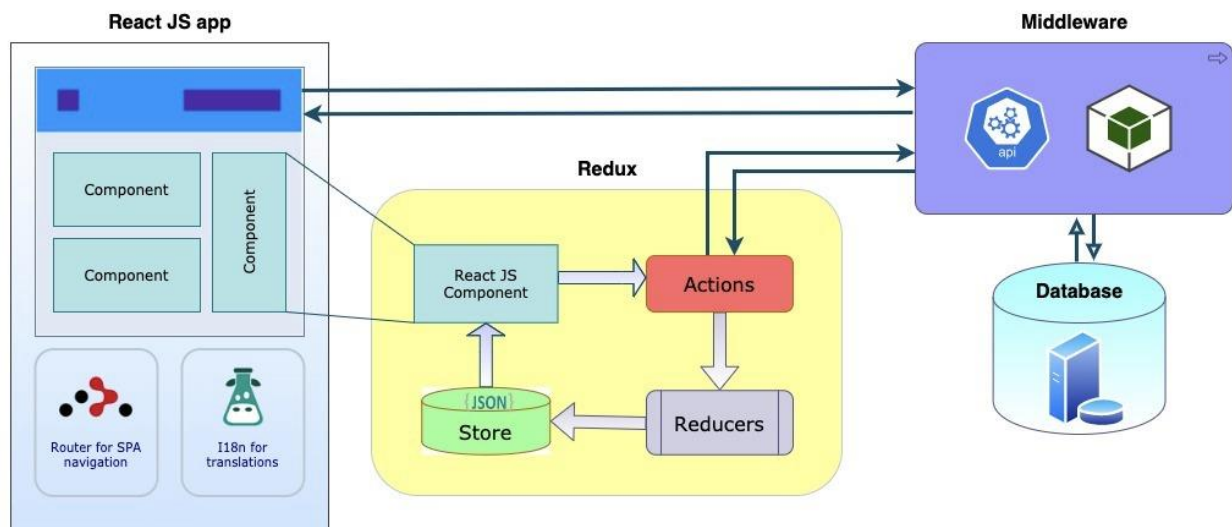 React JS app
Middleware
api
Redux
Component
Component
Component
React JS
Component
Actions
Database
{JSON}
Store
Reducers
Router for SPA
navigation
I18n for
translations